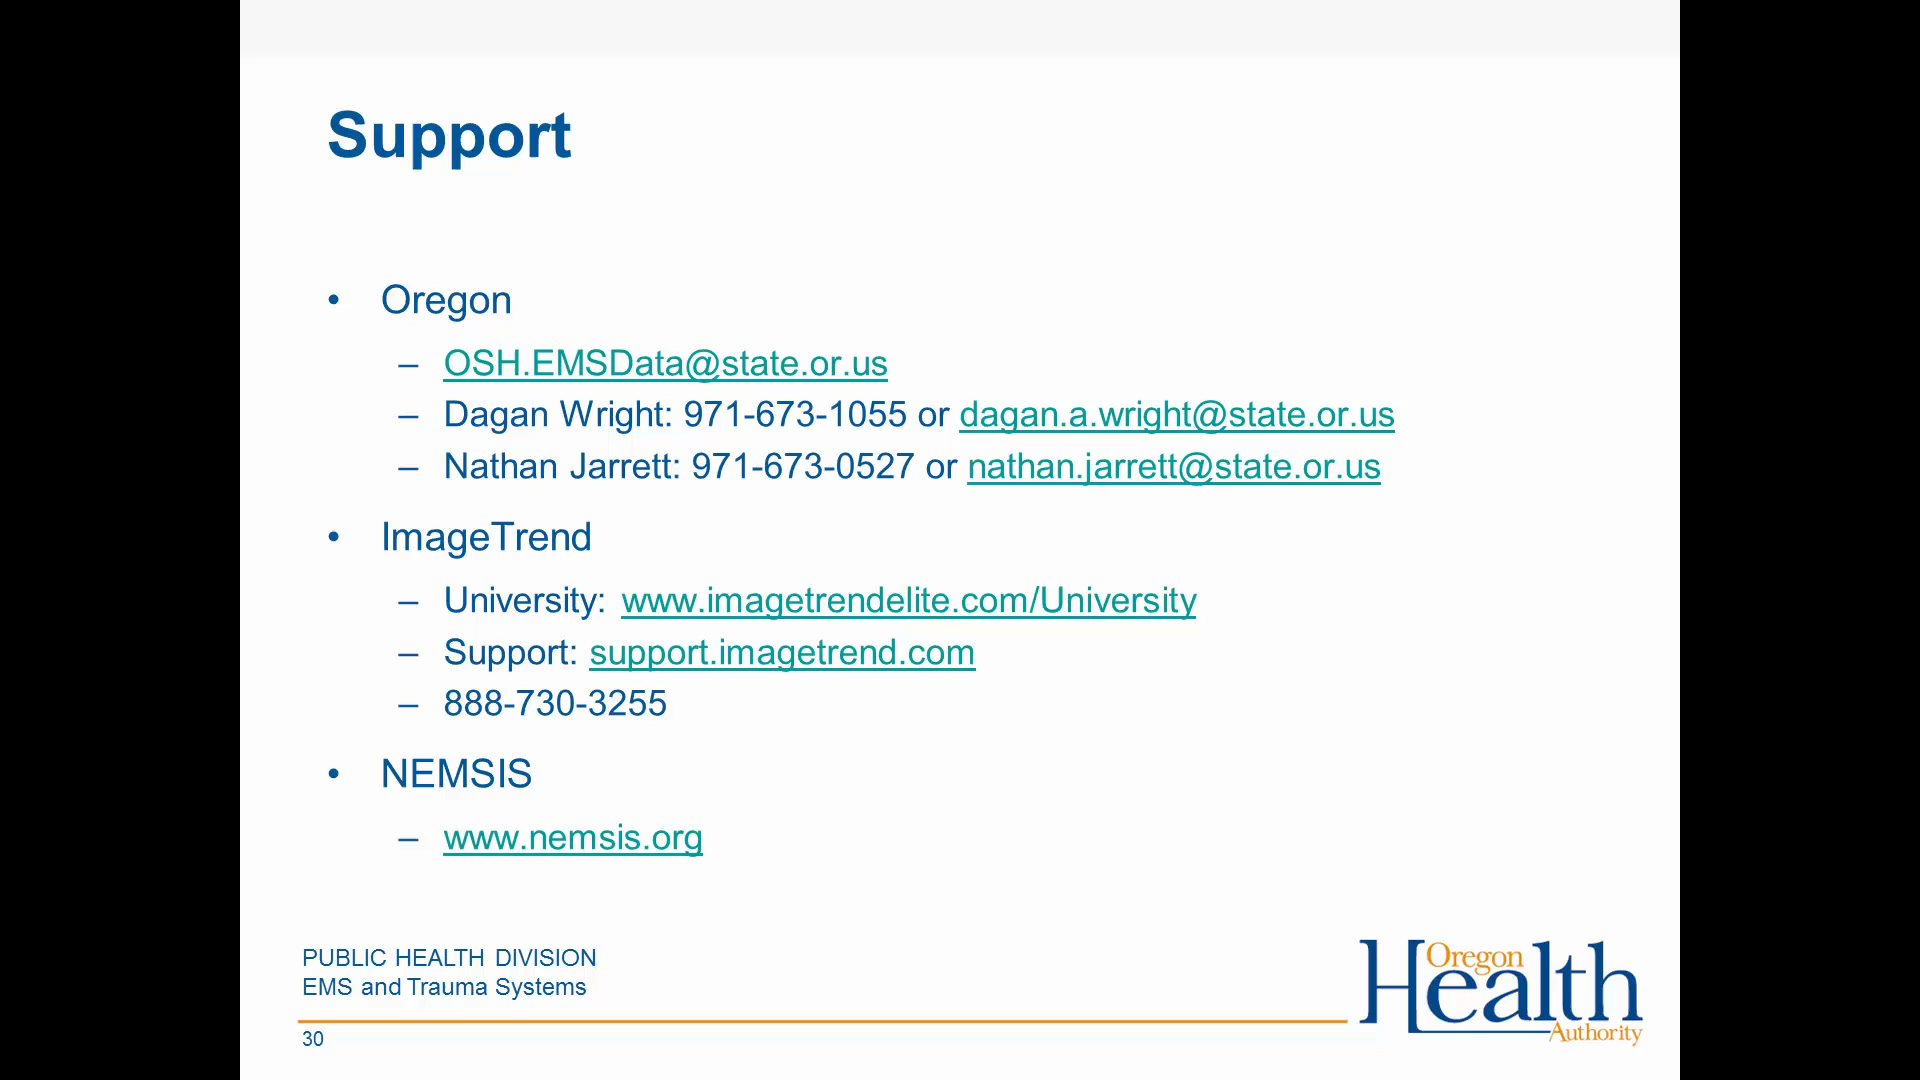 Support
• Oregon
– OSH.EMSData@state.or.us
– Dagan Wright: 971-673-1055 or dagan.a.wright@state.or.us
– Nathan Jarrett: 971-673-0527 or nathan.jarrett@state.or.us
• ImageTrend
– University: www.imagetrendelite.com/University
– Support: support.imagetrend.com
– 888-730-3255
• NEMSIS
– www.nemsis.org
PUBLIC HEALTH DIVISION
EMS and Trauma Systems
30
Oregon
Health
Authority